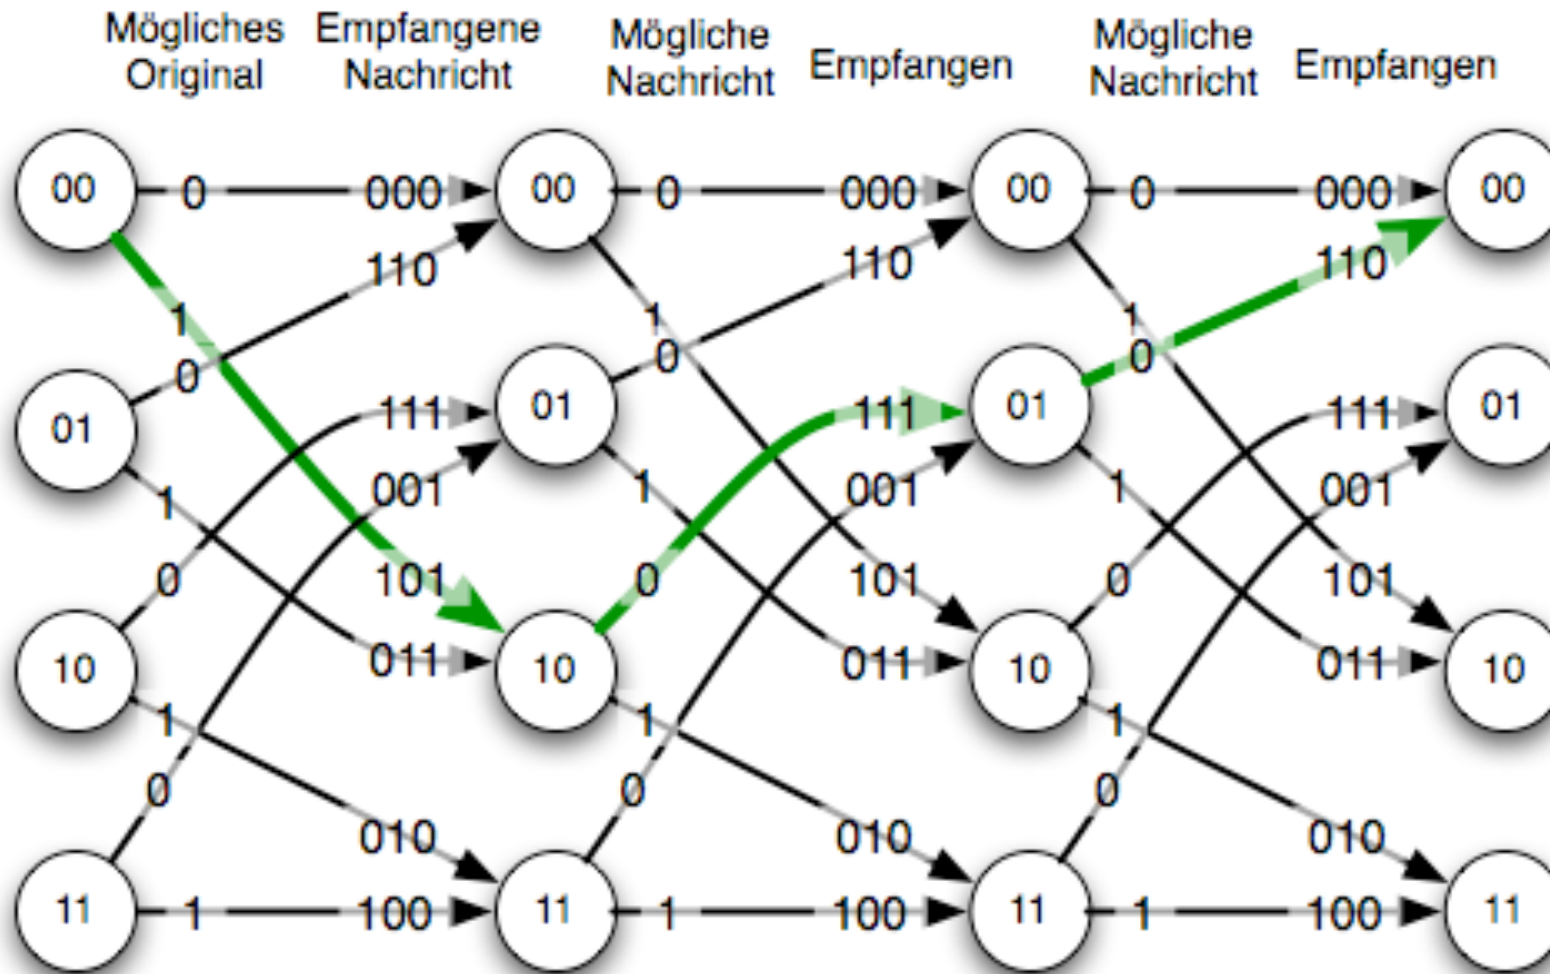 Mögliches Original
Empfangene Nachricht
Mögliche Nachricht
Empfangen
Mögliche Nachricht
Empfangen
00 0 000 00 0 000 00 0 000 00
110 110 110
1 1 1
0 0 0
01 111 01 111 01 111 01
1 001 1 001 1 001
0 101 0 101 0 101
10 011 10 011 10 011 10
1 1 1
0 0 0
010 010 010
11 1 100 11 1 100 11 1 100 11